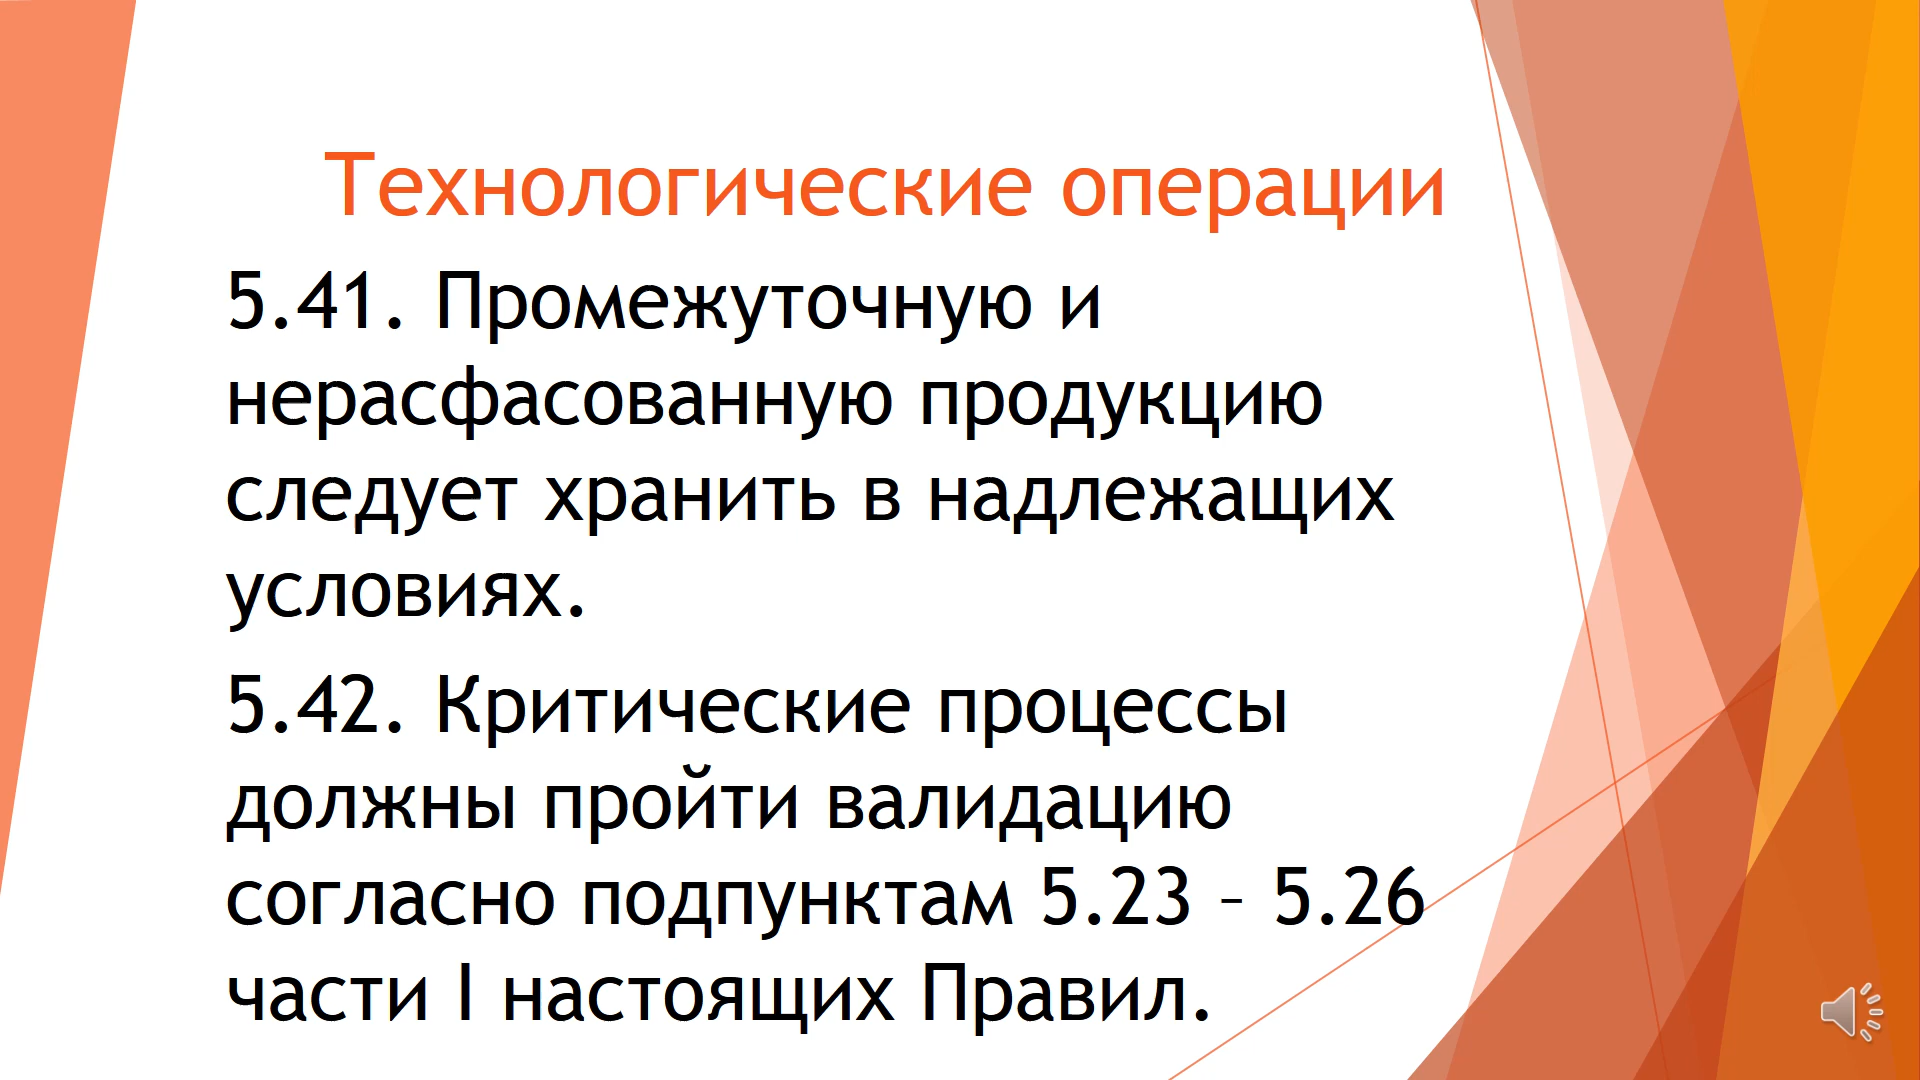 Технологические операции
5.41. Промежуточную и
нерасфасованную продукцию
следует хранить в надлежащих
условиях.
5.42. Критические процессы
должны пройти валидацию
согласно подпунктам 5.23 – 5.26
части I настоящих Правил.